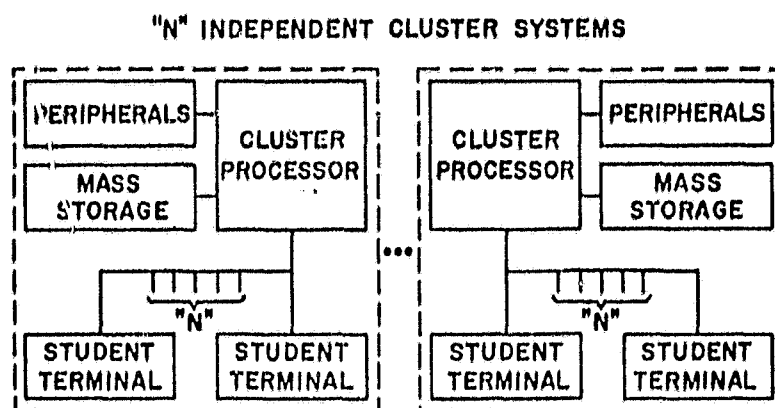 "N" INDEPENDENT CLUSTER SYSTEMS
PERIPHERALS
CLUSTER
PROCESSOR
MASS
STORAGE
"N"
STUDENT
TERMINAL
STUDENT
TERMINAL
...
CLUSTER
PROCESSOR
PERIPHERALS
MASS
STORAGE
"N"
STUDENT
TERMINAL
STUDENT
TERMINAL